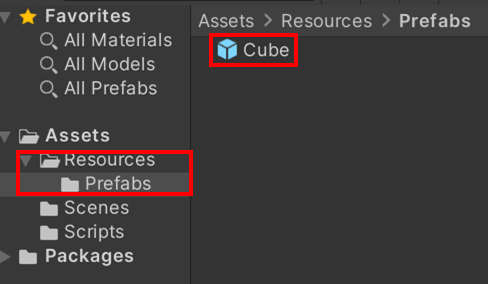 Favorites
All Materials
All Models
All Prefabs
Assets
Resources
Prefabs
Scenes
Scripts
Packages
Assets > Resources > Prefabs
Cube